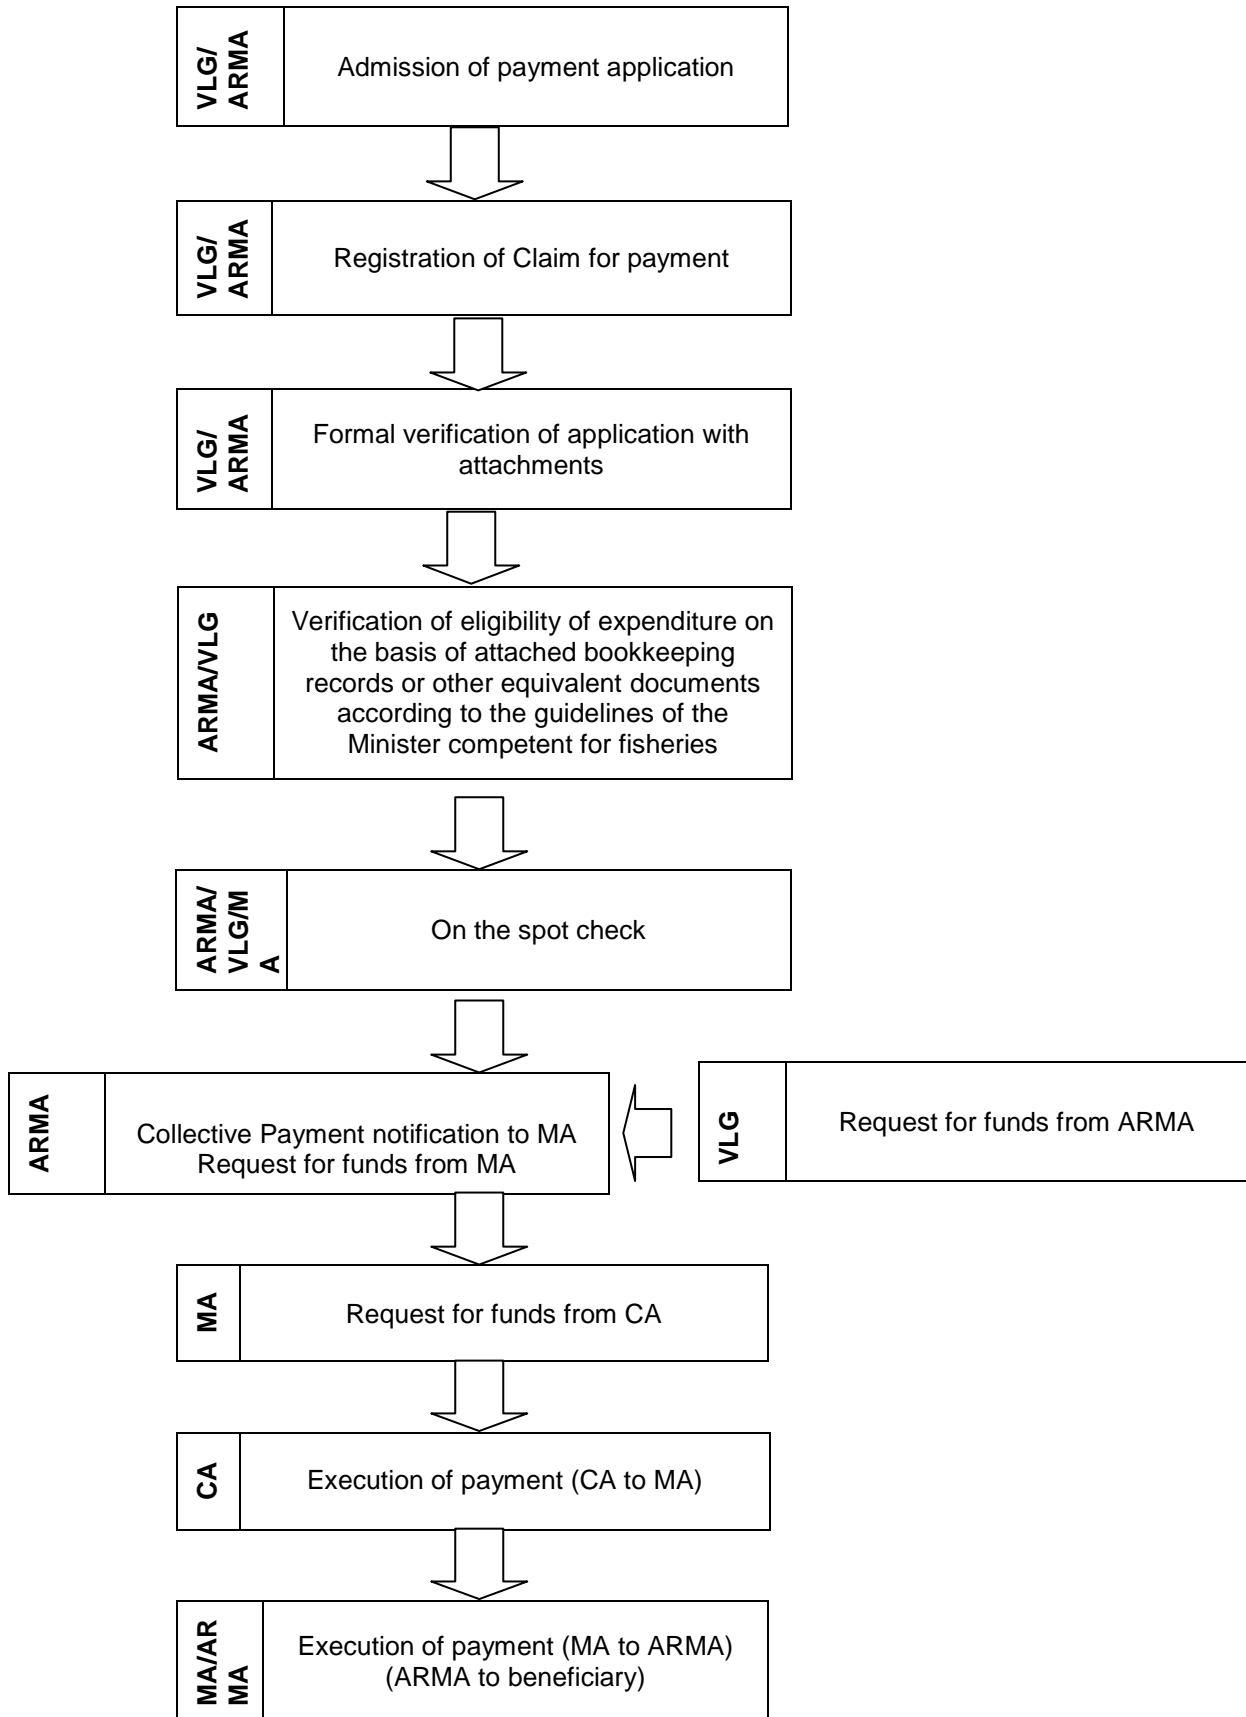 VLG/
ARMA
Admission of payment application
VLG/
ARMA
Registration of Claim for payment
VLG/
ARMA
Formal verification of application with
attachments
ARMA/VLG
Verification of eligibility of expenditure on
the basis of attached bookkeeping
records or other equivalent documents
according to the guidelines of the
Minister competent for fisheries
ARMA/
VLG/M
A
On the spot check
ARMA
Collective Payment notification to MA
Request for funds from MA
VLG
Request for funds from ARMA
MA
Request for funds from CA
CA
Execution of payment (CA to MA)
MA/AR
MA
Execution of payment (MA to ARMA)
(ARMA to beneficiary)